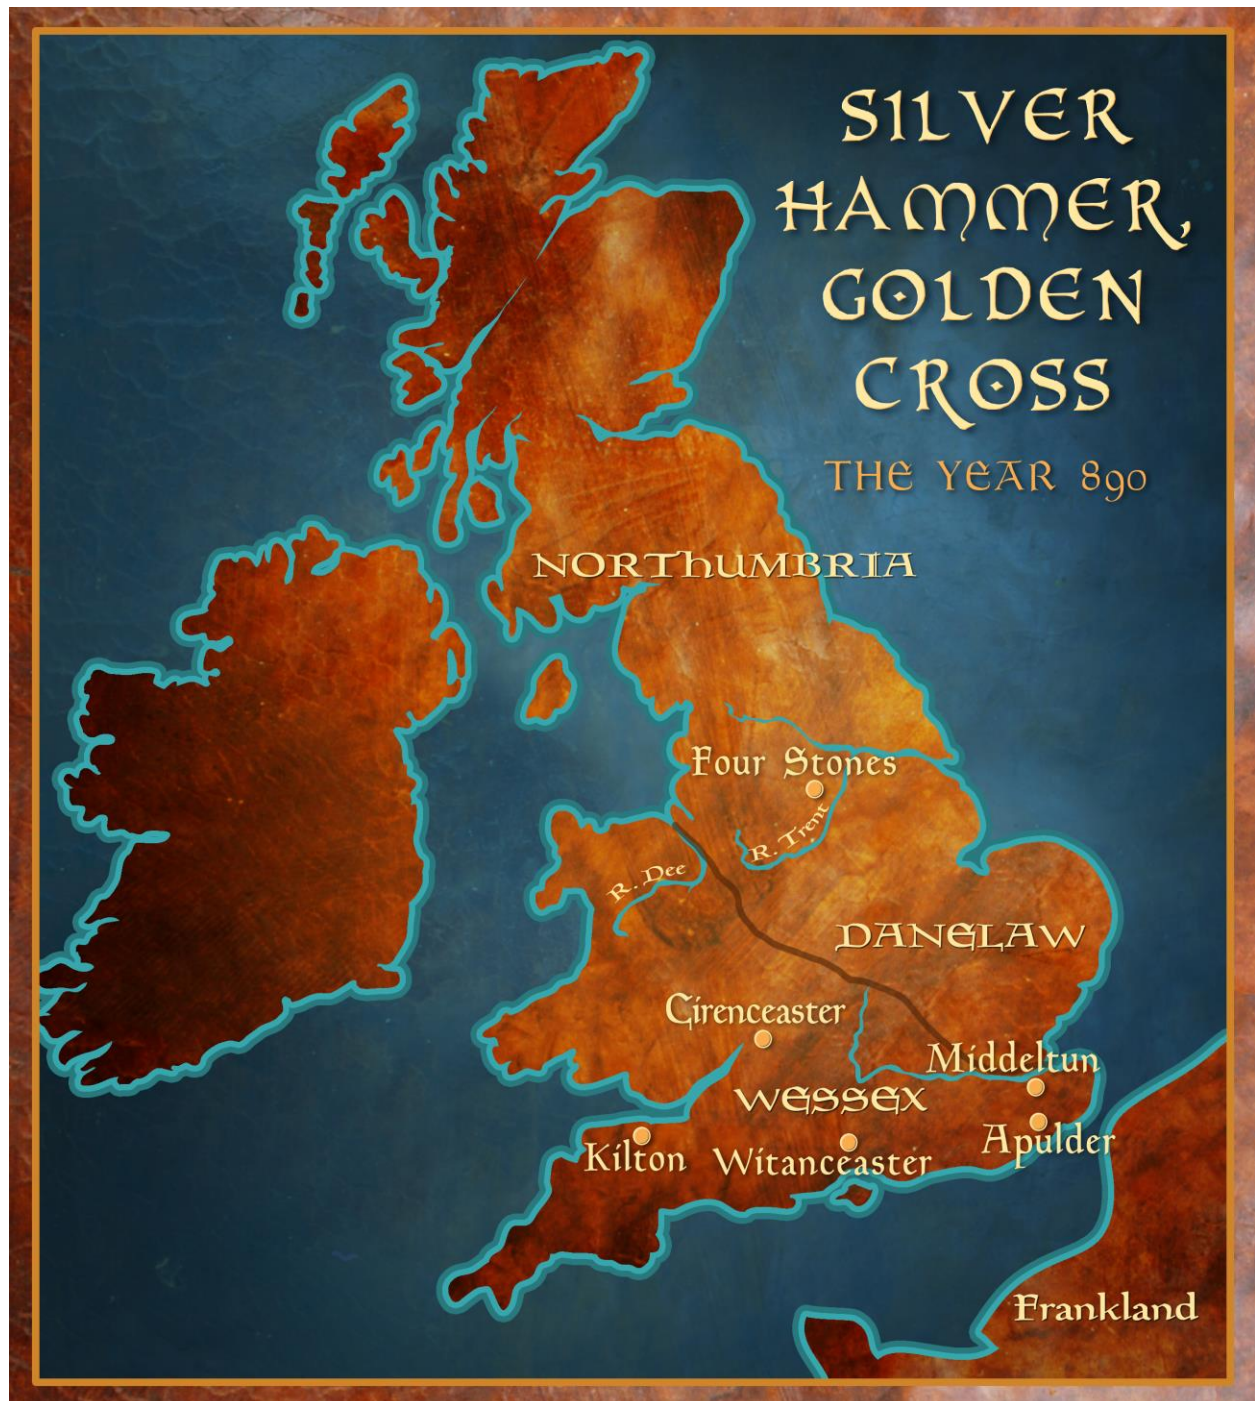 SILVER
HAMMER,
GOLDEN
CROSS
THE YEAR 890
NORTHUMBRIA
Four Stones
R. Trent
R. Dee
DANELAW
Cirenceaster
Middeltun
WESSEX
Apulder
Kilton
Witanceaster
Frankland